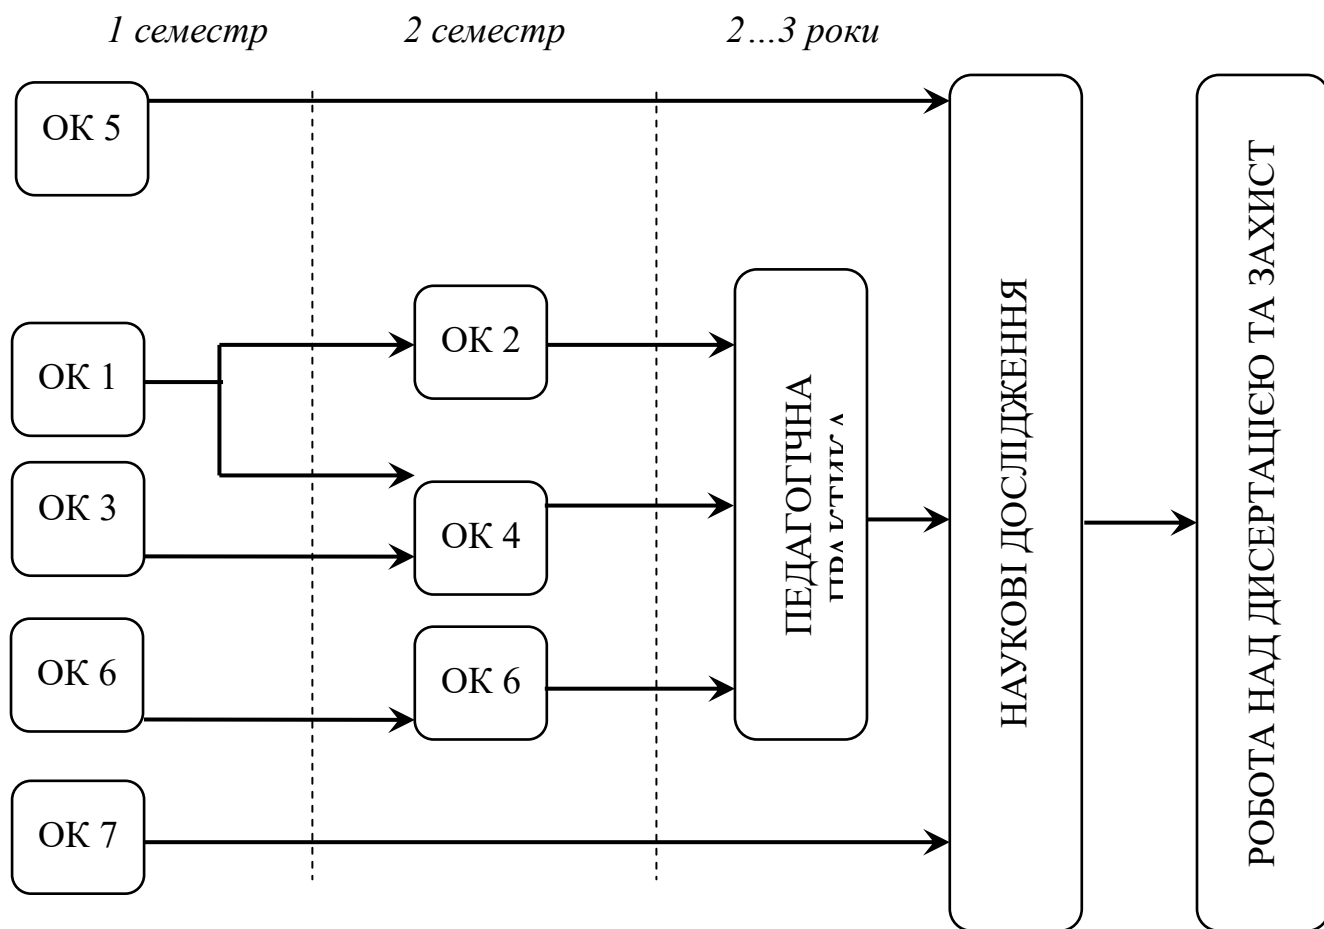 1 семестр
2 семестр
2...3 роки
ОК 5
ОК 1
ОК 3
ОК 6
ОК 7
ОК 2
ОК 4
ОК 6
ПЕДАГОГІЧНА
НАУКОВІ ДОСЛІДЖЕННЯ
РОБОТА НАД ДИСЕРТАЦІЄЮ ТА ЗАХИСТ